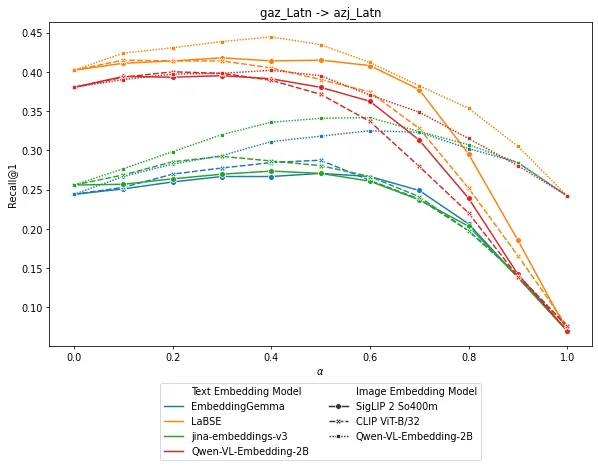 gaz_Latn -> azj_Latn
Recall@1
0.45
0.40
0.35
0.30
0.25
0.20
0.15
0.10
0.0 0.2 0.4 0.6 0.8 1.0
α
Text Embedding Model Image Embedding Model
EmbeddingGemma SigLIP 2 So400m
LaBSE CLIP ViT-B/32
jina-embeddings-v3 Qwen-VL-Embedding-2B
Qwen-VL-Embedding-2B